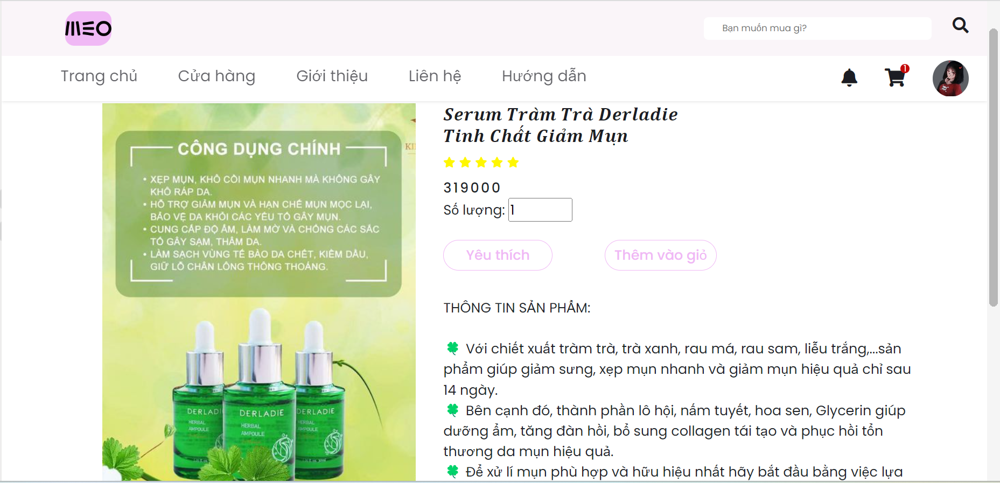 MEO
Bạn muốn mua gì?
Trang chủ
Cửa hàng
Giới thiệu
Liên hệ
Hướng dẫn
1
CÔNG DỤNG CHÍNH
• XẸP MỤN, KHÔ CÒI MỤN NHANH MÀ KHÔNG GÂY
KHÔ RÁP DA.
• HỖ TRỢ GIẢM MỤN VÀ HẠN CHẾ MỤN MỌC LẠI,
BẢO VỆ DA KHỎI CÁC YẾU TỐ GÂY MỤN.
• CUNG CẤP ĐỘ ẨM, LÀM MỜ VÀ CHỐNG CÁC SẮC
TỐ GÂY SẠM, THÂM DA.
• LÀM SẠCH VÙNG TẾ BÀO DA CHẾT, KIỀM DẦU,
GIỮ LỖ CHÂN LÔNG THÔNG THOÁNG.
KI
DERLADI
HERBAL
AMPOULE
DERLADIE
HERBAL
AMPOULE
DERLADIE
HERBAL
AMPOULE
Serum Tràm Trà Derladie
Tinh Chất Giảm Mụn
319000
Số lượng: 1
Yêu thích
Thêm vào giỏ
THÔNG TIN SẢN PHẨM:
🍀 Với chiết xuất tràm trà, trà xanh, rau má, rau sam, liễu trắng,...sản
phẩm giúp giảm sưng, xẹp mụn nhanh và giảm mụn hiệu quả chỉ sau
14 ngày.
🍀 Bên cạnh đó, thành phần lô hội, nấm tuyết, hoa sen, Glycerin giúp
dưỡng ẩm, tăng đàn hồi, bổ sung collagen tái tạo và phục hồi tổn
thương da mụn hiệu quả.
🍀 Để xử lí mụn phù hợp và hữu hiệu nhất hãy bắt đầu bằng việc lựa